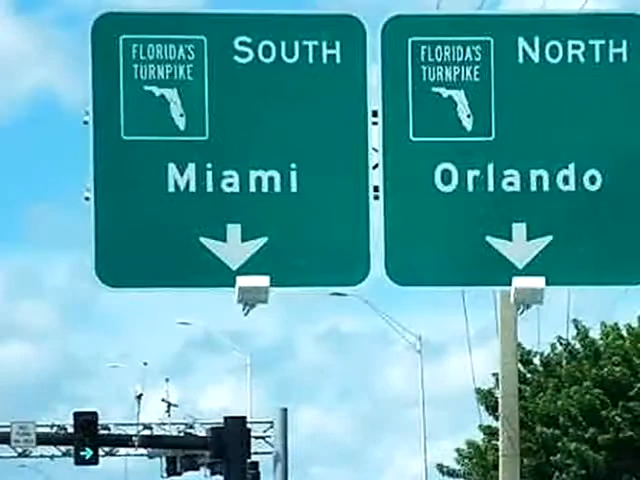 FLORIDA'S
TURNPIKE
SOUTH
Miami
FLORIDA'S
TURNPIKE
NORTH
Orlando